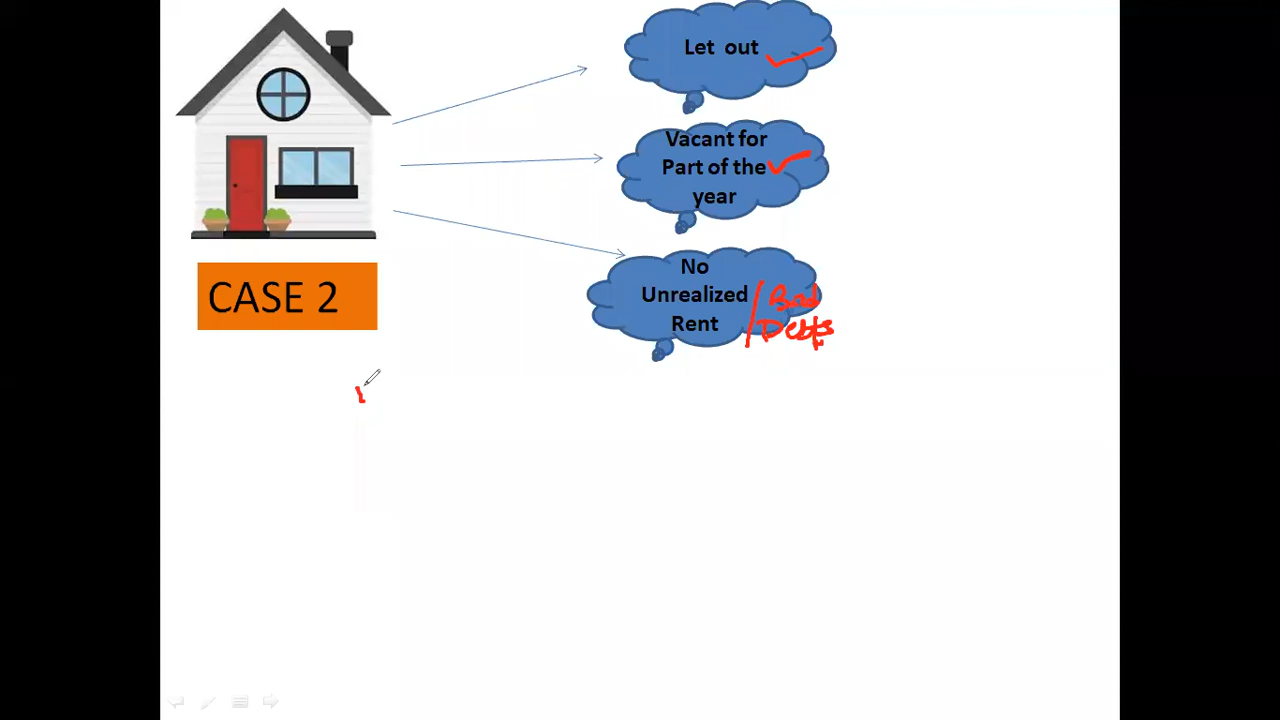 Let out
Vacant for
Part of the
year
No
Unrealized
Rent
/ Bad
Debts
CASE 2